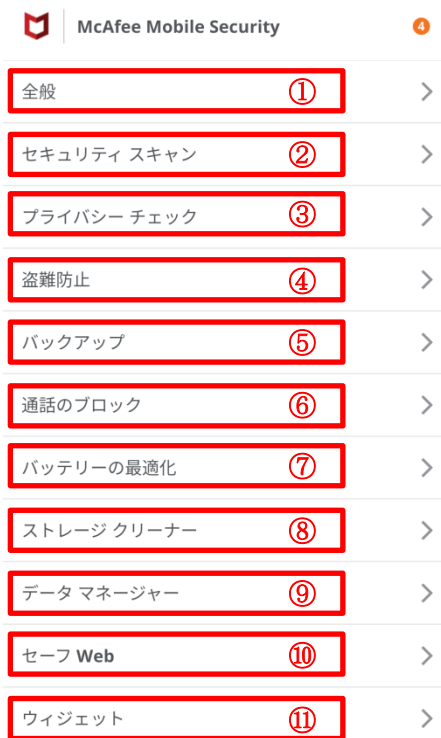 McAfee Mobile Security 4
全般 ①
セキュリティ スキャン ②
プライバシー チェック ③
盗難防止 ④
バックアップ ⑤
通話のブロック ⑥
バッテリーの最適化 ⑦
ストレージ クリーナー ⑧
データ マネージャー ⑨
セーフ Web ⑩
ウィジェット ⑪